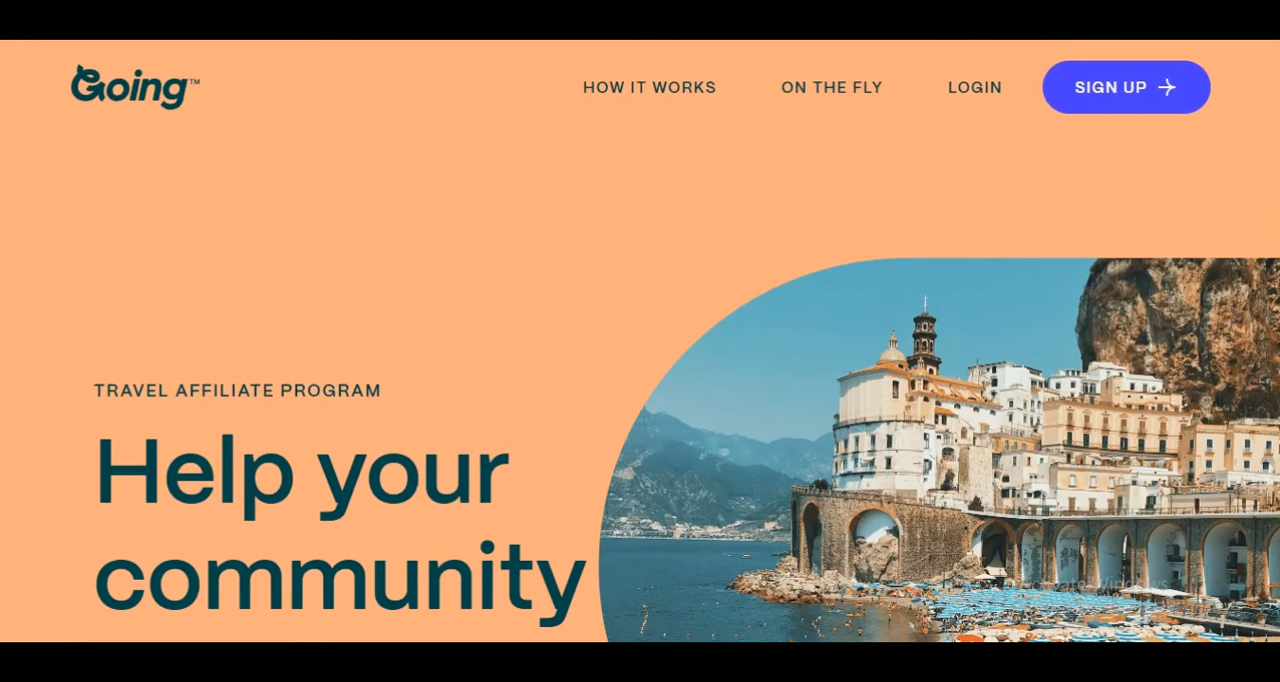 Going™
HOW IT WORKS
ON THE FLY
LOGIN
SIGN UP
TRAVEL AFFILIATE PROGRAM
Help your
community